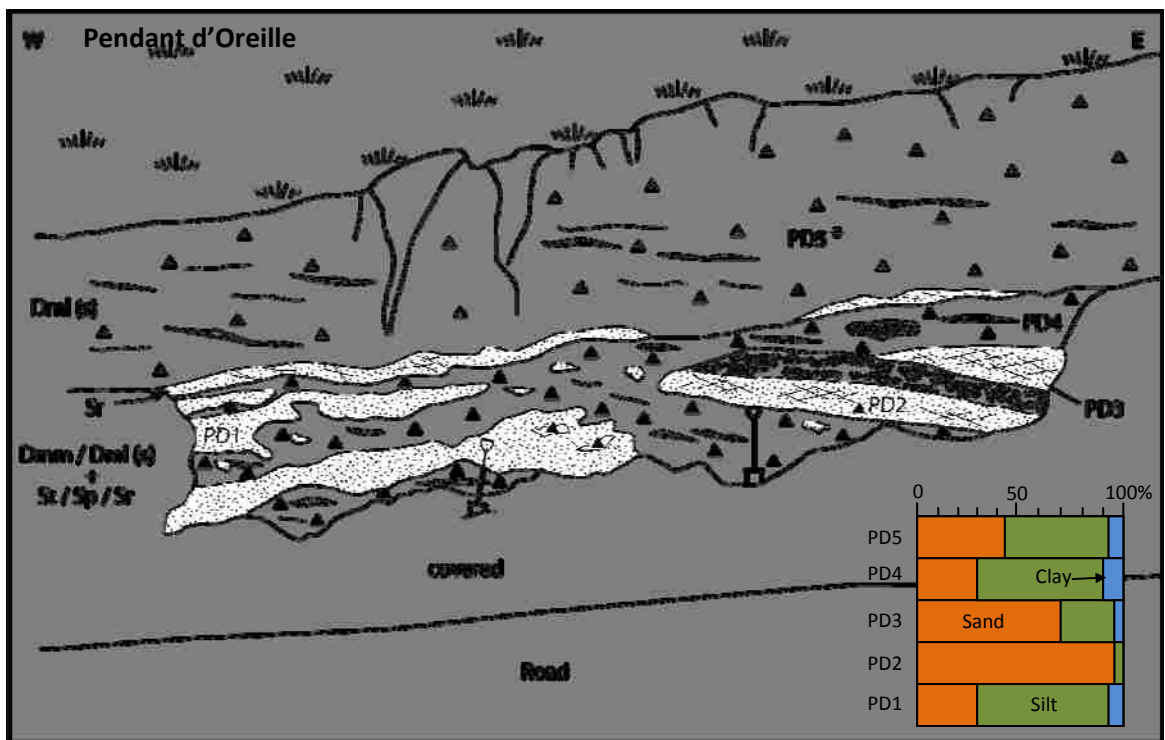 W Pendant d’Oreille E
PD5
Dml (s)
PD4
Sr
PD3
PD2
PD1
Dmm / Dml (s)
+
St / Sp / Sr
covered
Road
0 50 100%
PD5
PD4 Clay
PD3 Sand
PD2
PD1 Silt